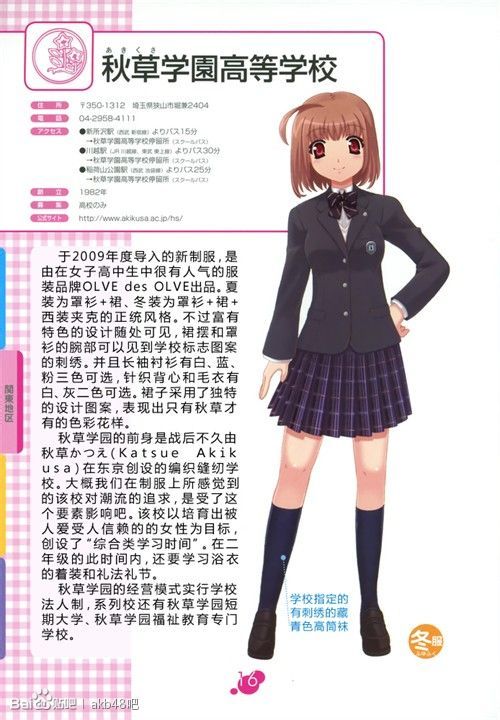 あきくさ
秋草学園高等学校
住所 〒350-1312 埼玉県狭山市堀兼2404
電話 04-2958-4111
アクセス ●新所沢駅（西武 新宿線）よりバス15分
→秋草学園高等学校停留所（スクールバス）
●川越駅（JR 川越線、東武 東上線）よりバス30分
→秋草学園高等学校停留所（スクールバス）
●稲荷山公園駅（西武 池袋線）よりバス25分
→秋草学園高等学校停留所（スクールバス）
創立 1982年
募集 高校のみ
公式サイト http://www.akikusa.ac.jp/hs/
于2009年度导入的新制服，是
由在女子高中生中很有人气的服
装品牌OLVE des OLVE出品。夏
装为罩衫+裙、冬装为罩衫+裙+
西装夹克的正统风格。不过富有
特色的设计随处可见，裙摆和罩
衫的腕部可以见到学校标志图案
的刺绣。并且长袖衬衫有白、蓝、
粉三色可选，针织背心和毛衣有
白、灰二色可选。裙子采用了独特
的设计图案，表现出只有秋草才
有的色彩花样。
秋草学园的前身是战后不久由
秋草かつえ(Katsue Akik
usa)在东京创设的编织缝纫学
校。大概我们在制服上所感觉到
的该校对潮流的追求，是受了这
个要素影响吧。该校以培育出被
人爱受人信赖的的女性为目标，
创设了“综合类学习时间”。在二
年级的此时间内，还要学习浴衣
的着装和礼法礼节。
秋草学园的经营模式实行学校
法人制，系列校还有秋草学园短
期大学、秋草学园福祉教育专门
学校。
関東地区
学校指定的
有刺绣的藏
青色高筒袜
冬服
ふゆふく
16
Bai du 贴吧 | akb48吧